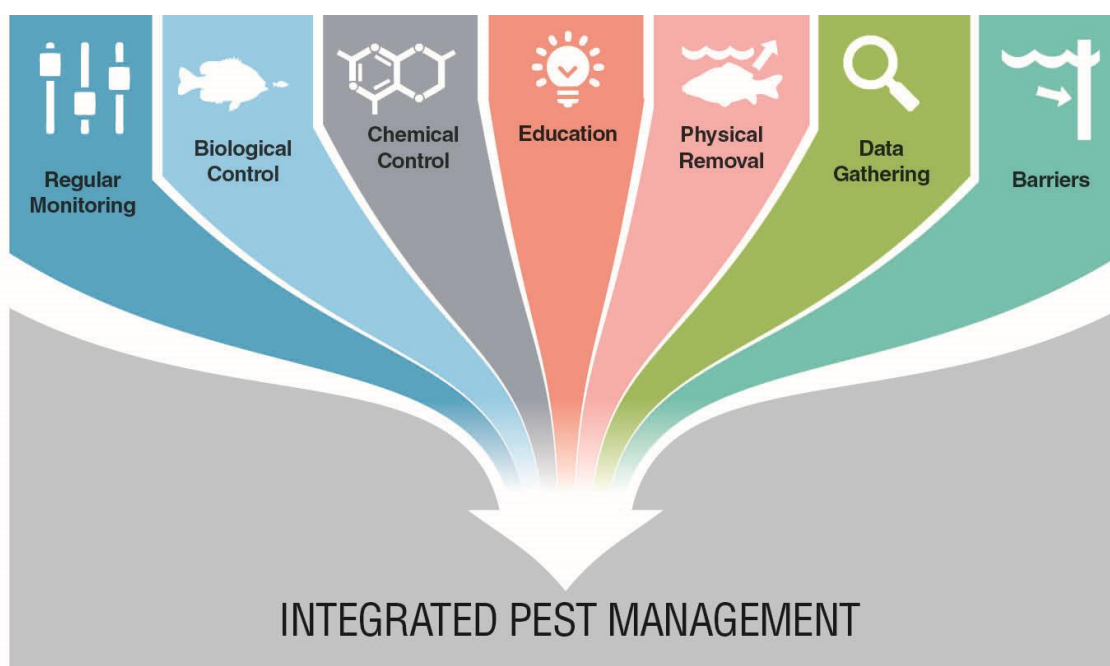 Regular
Monitoring
Biological
Control
Chemical
Control
Education
Physical
Removal
Data
Gathering
Barriers
INTEGRATED PEST MANAGEMENT